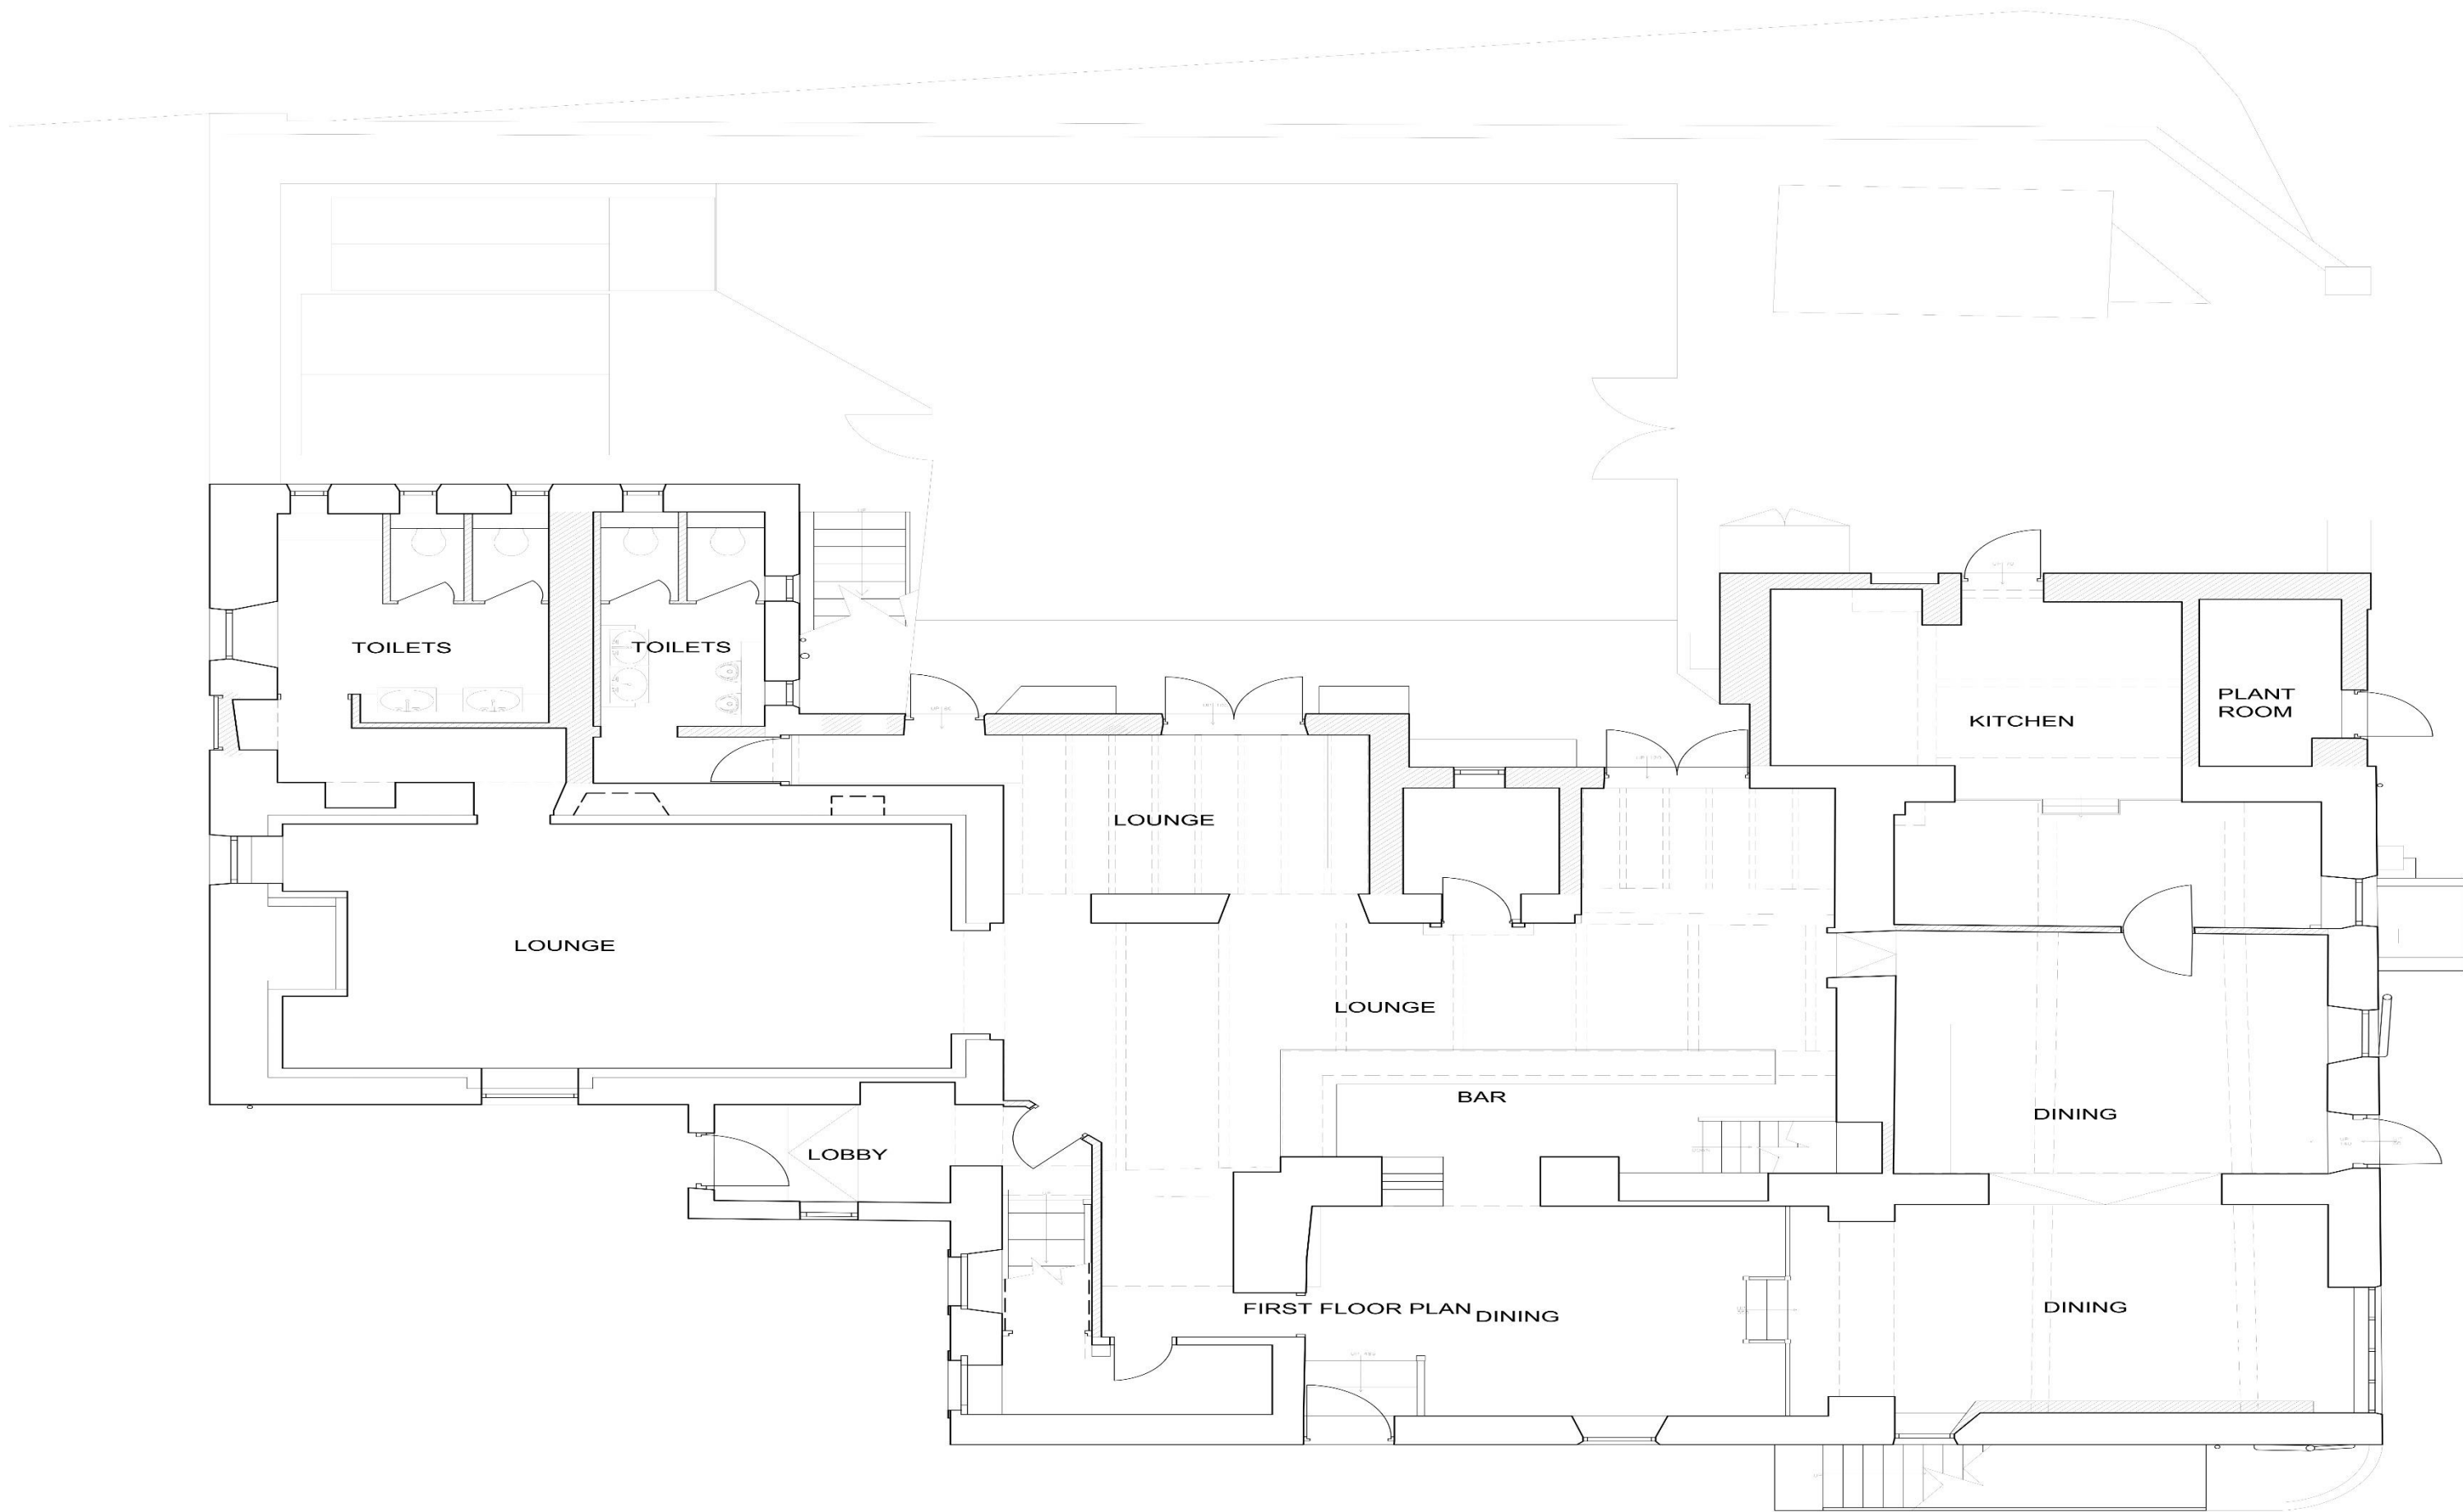 TOILETS
TOILETS
PLANT
ROOM
KITCHEN
LOUNGE
LOUNGE
LOUNGE
BAR
DINING
LOBBY
FIRST FLOOR PLAN
DINING
DINING